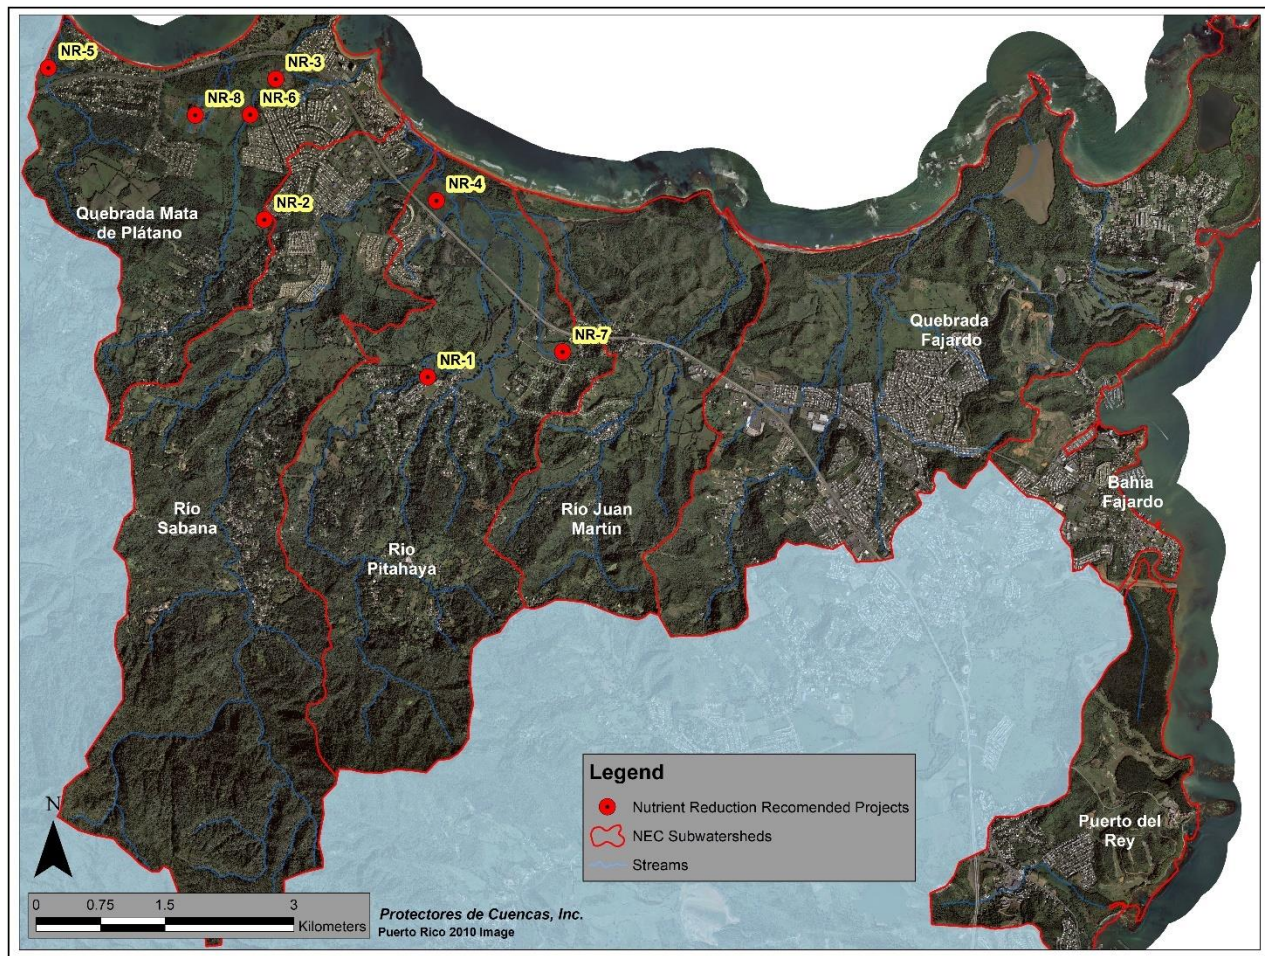 NR-5
NR-3
NR-8
NR-6
NR-4
NR-2
Quebrada Mata
de Plátano
Quebrada
Fajardo
NR-7
NR-1
Bahía
Fajardo
Río
Sabana
Río Juan
Martín
Río
Pitahaya
Legend
Nutrient Reduction Recomended Projects
NEC Subwatersheds
Streams
Puerto del
Rey
N
0 0.75 1.5 3
Kilometers
Protectores de Cuencas, Inc.
Puerto Rico 2010 Image